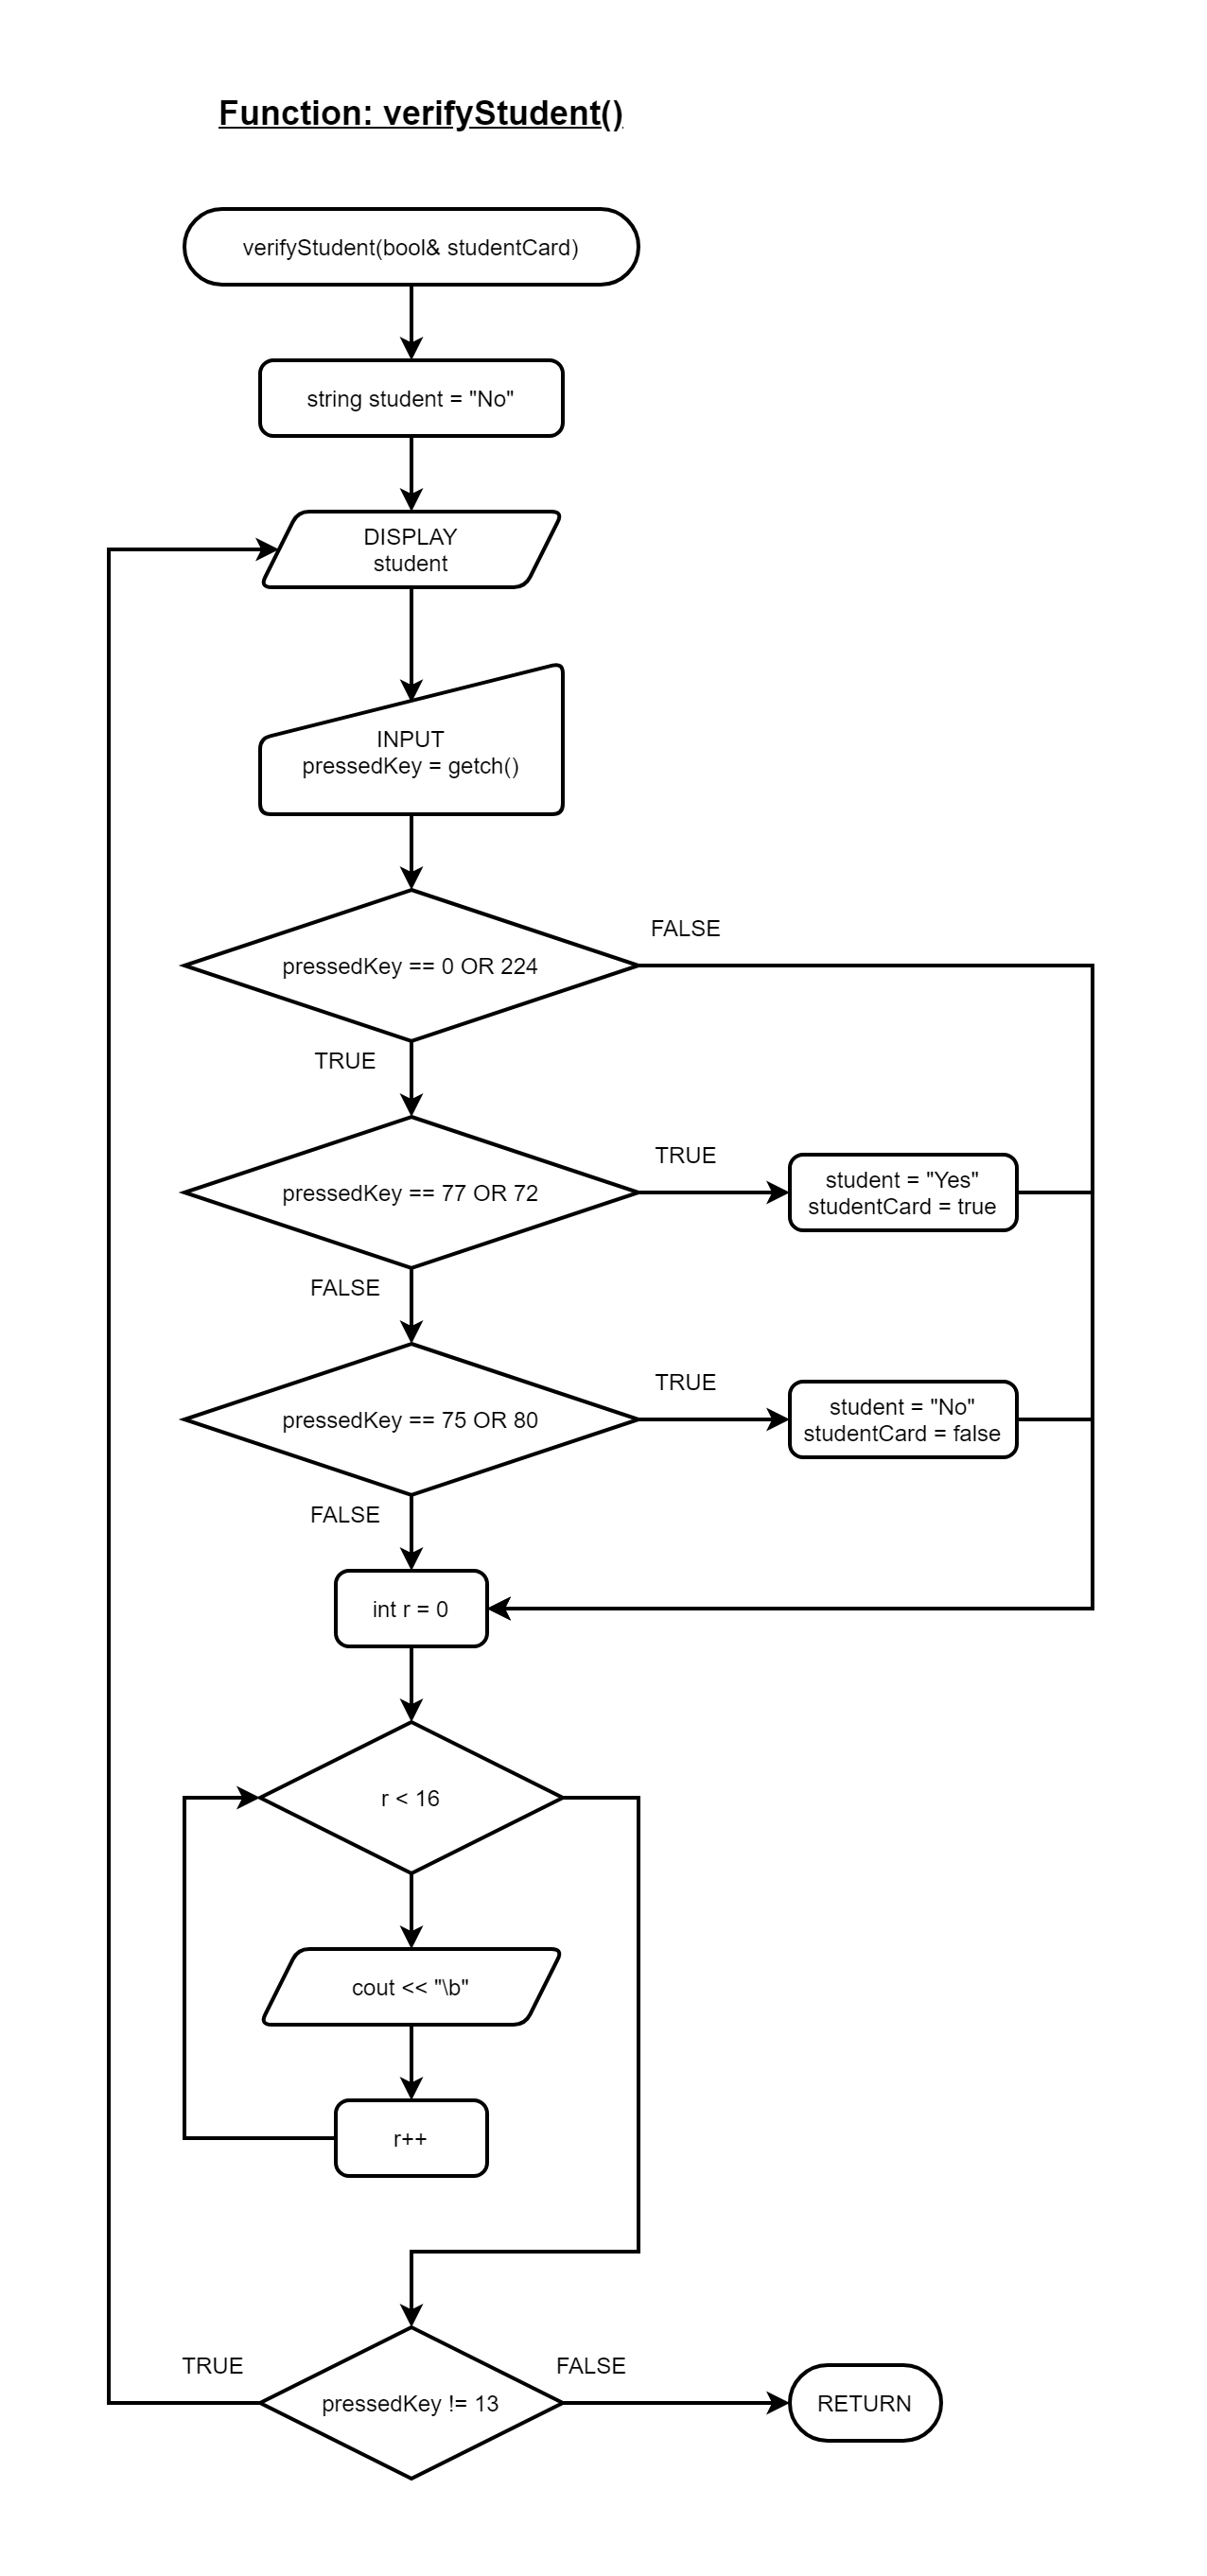 Function: verifyStudent()
verifyStudent(bool& studentCard)
string student = "No"
DISPLAY
student
INPUT
pressedKey = getch()
FALSE
pressedKey == 0 OR 224
TRUE
TRUE
pressedKey == 77 OR 72
student = "Yes"
studentCard = true
FALSE
TRUE
pressedKey == 75 OR 80
student = "No"
studentCard = false
FALSE
int r = 0
r < 16
cout << "\b"
r++
TRUE
FALSE
pressedKey != 13
RETURN